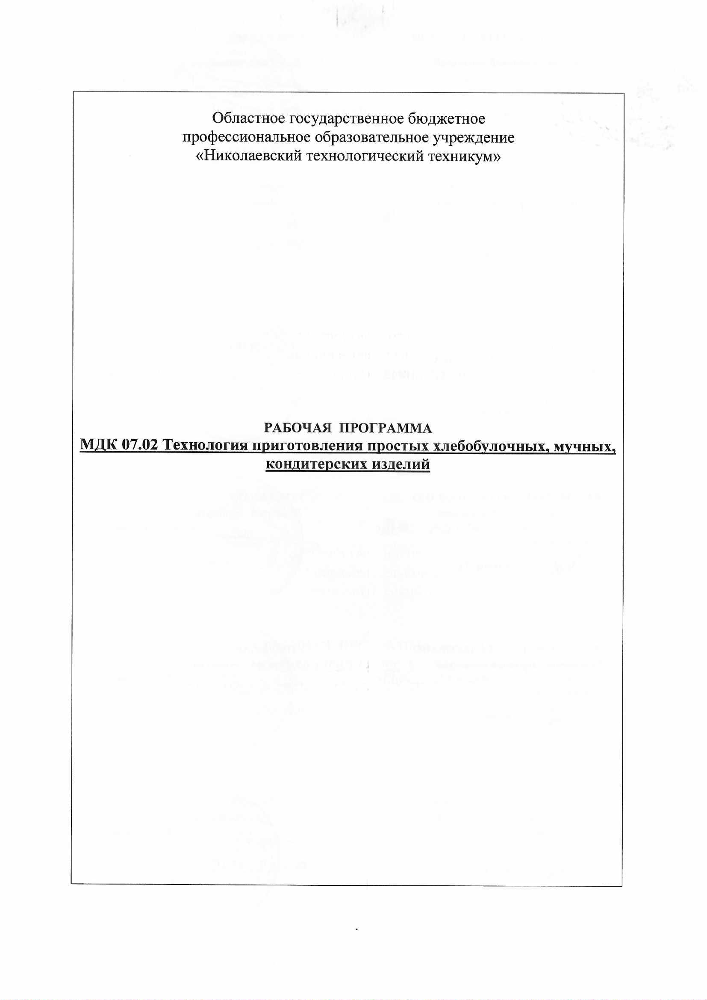 Областное государственное бюджетное
профессиональное образовательное учреждение
«Николаевский технологический техникум»
РАБОЧАЯ ПРОГРАММА
МДК 07.02 Технология приготовления простых хлебобулочных, мучных,
кондитерских изделий